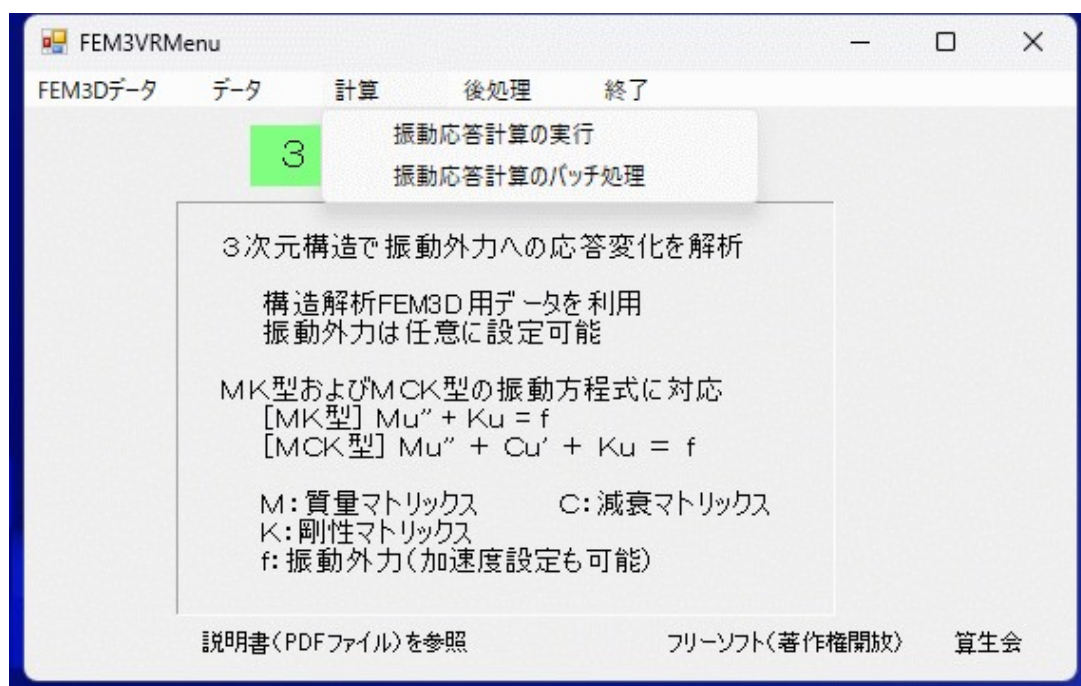 FEM3VRMenu
FEM3Dデータ データ 計算 後処理 終了
3
振動応答計算の実行
振動応答計算のバッチ処理
3次元構造で振動外力への応答変化を解析
構造解析FEM3D用データを利用
振動外力は任意に設定可能
MK型およびMCK型の振動方程式に対応
[MK型] Mu″ + Ku = f
[MCK型] Mu″ + Cu′ + Ku = f
M:質量マトリックス C:減衰マトリックス
K:剛性マトリックス
f:振動外力(加速度設定も可能)
説明書(PDFファイル)を参照 フリーソフト(著作権開放) 算生会